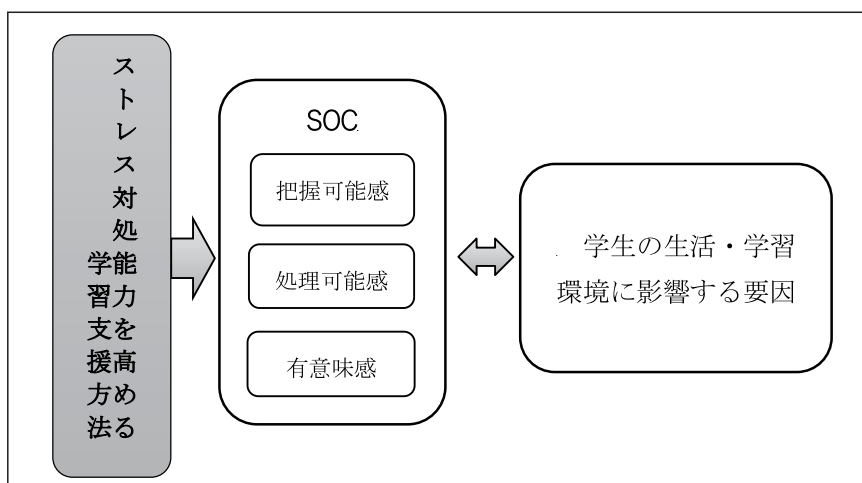 ストレス対処能力を高める
学習支援方法
SOC
把握可能感
処理可能感
有意味感
学生の生活・学習
環境に影響する要因